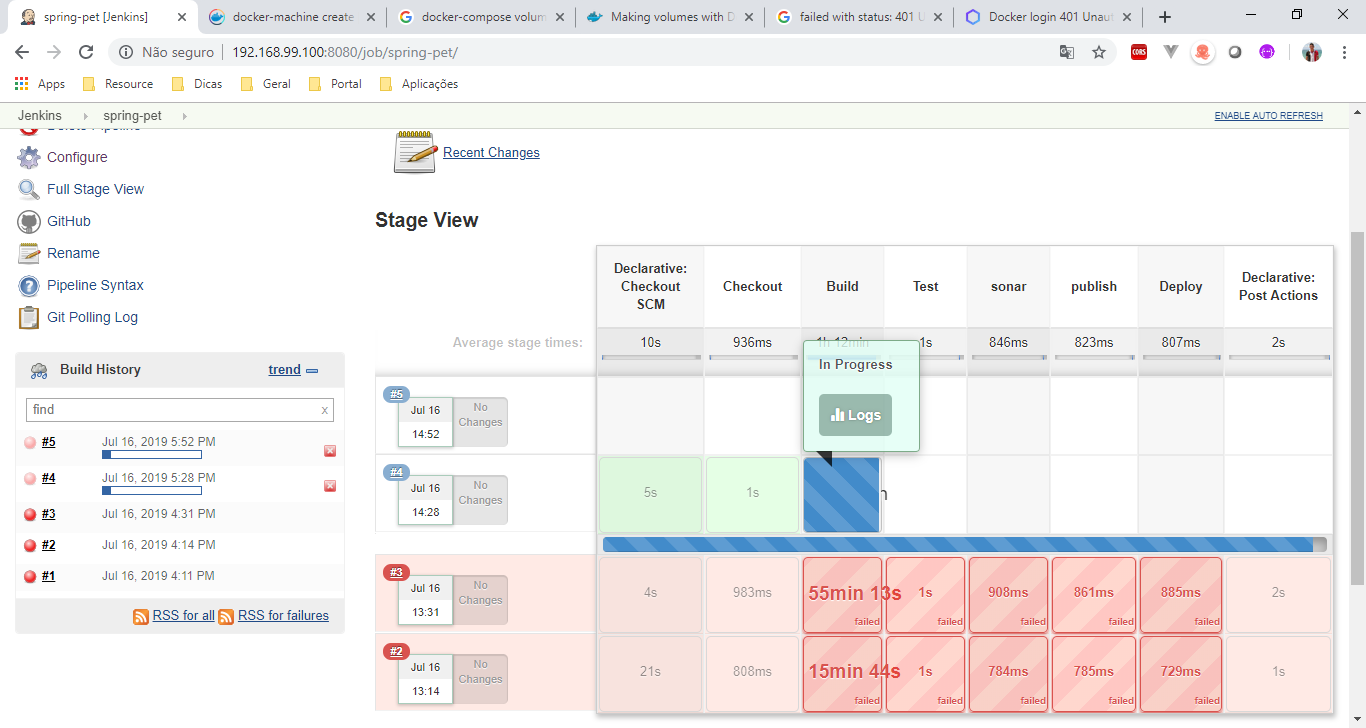 spring-pet [Jenkins]
docker-machine create
docker-compose volum
Making volumes with D
failed with status: 401 U
Docker login 401 Unaut
Não seguro
192.168.99.100:8080/job/spring-pet/
CORS
Apps
Resource
Dicas
Geral
Portal
Aplicações
Jenkins
spring-pet
ENABLE AUTO REFRESH
Delete Pipeline
Configure
Full Stage View
GitHub
Rename
Pipeline Syntax
Git Polling Log
Build History
trend
find
x
#5
Jul 16, 2019 5:52 PM
#4
Jul 16, 2019 5:28 PM
#3
Jul 16, 2019 4:31 PM
#2
Jul 16, 2019 4:14 PM
#1
Jul 16, 2019 4:11 PM
RSS for all
RSS for failures
Recent Changes
Stage View
Declarative:
Checkout
SCM
Checkout
Build
Test
sonar
publish
Deploy
Declarative:
Post Actions
Average stage times:
10s
936ms
1h 12min
1s
846ms
823ms
807ms
2s
In Progress
Logs
#5
Jul 16
14:52
No
Changes
#4
Jul 16
14:28
No
Changes
5s
1s
#3
Jul 16
13:31
No
Changes
4s
983ms
55min 13s
failed
1s
failed
908ms
failed
861ms
failed
885ms
failed
2s
#2
Jul 16
13:14
No
Changes
21s
808ms
15min 44s
failed
1s
failed
784ms
failed
785ms
failed
729ms
failed
1s